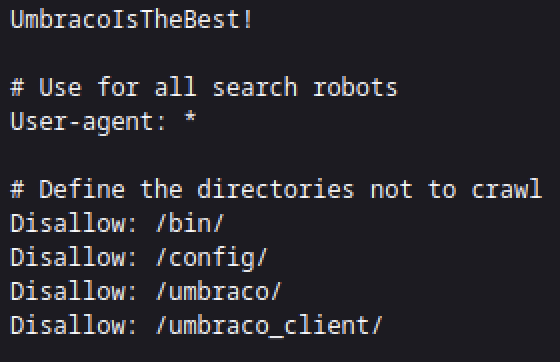 UmbracoIsTheBest!

# Use for all search robots
User-agent: *

# Define the directories not to crawl
Disallow: /bin/
Disallow: /config/
Disallow: /umbraco/
Disallow: /umbraco_client/